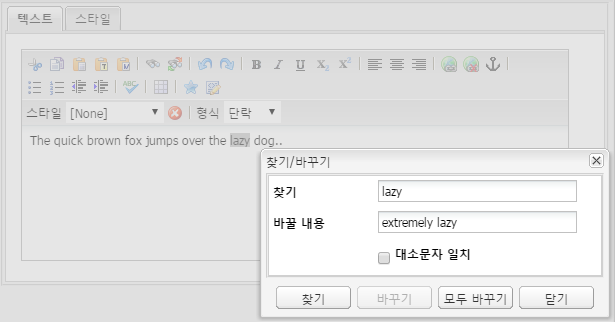 텍스트 스타일
B I U X₂ X²
스타일 [None] 형식 단락
The quick brown fox jumps over the lazy dog..
찾기/바꾸기
찾기 lazy
바꿀 내용 extremely lazy
대소문자 일치
찾기 바꾸기 모두 바꾸기 닫기